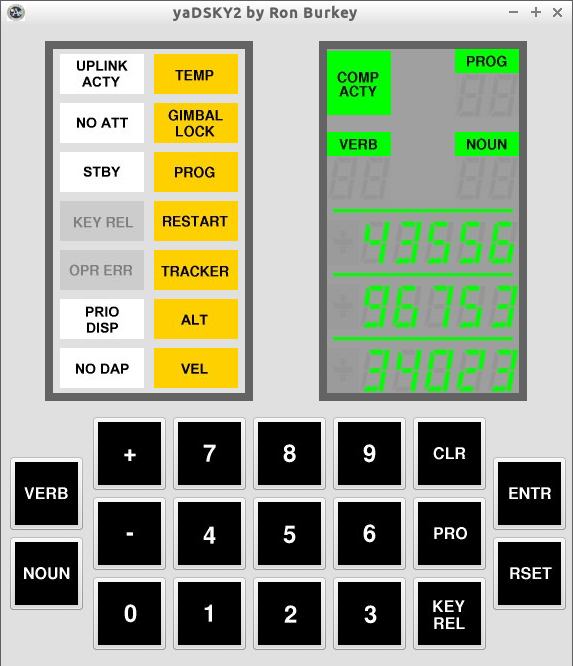 yaDSKY2 by Ron Burkey
UPLINK
ACTY
TEMP
NO ATT
GIMBAL
LOCK
STBY
PROG
KEY REL
RESTART
OPR ERR
TRACKER
PRIO
DISP
ALT
NO DAP
VEL
COMP
ACTY
PROG
VERB
NOUN
43556
96753
34023
+
7
8
9
CLR
VERB
ENTR
-
4
5
6
PRO
NOUN
RSET
0
1
2
3
KEY
REL